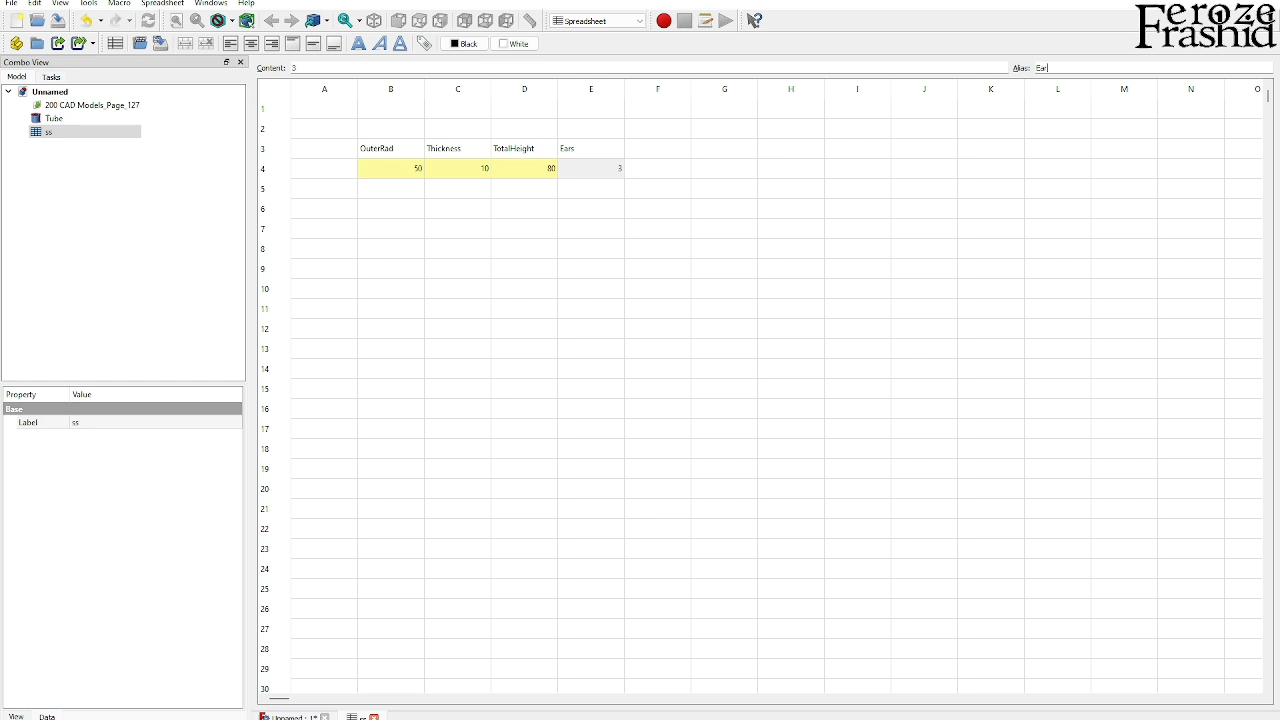 File Edit View Tools Macro Spreadsheet Windows Help
Feroze
Frashid
Spreadsheet
Black White
Combo View
Content: 3 Alias: Ear
Model Tasks
Unnamed
200 CAD Models_Page_127
Tube
ss
A B C D E F G H I J K L M N O
1
2
3 OuterRad Thickness TotalHeight Ears
4 50 10 80 3
5
6
7
8
9
10
11
12
13
14
15
16
17
18
19
20
21
22
23
24
25
26
27
28
29
30
Property Value
Base
Label ss
View Data
Unnamed : 1* ss